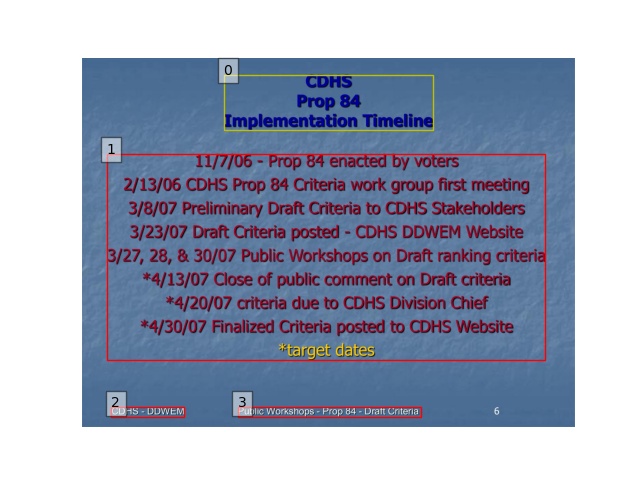 0
CDHS
Prop 84
Implementation Timeline
1
11/7/06 - Prop 84 enacted by voters
2/13/06 CDHS Prop 84 Criteria work group first meeting
3/8/07 Preliminary Draft Criteria to CDHS Stakeholders
3/23/07 Draft Criteria posted - CDHS DDWEM Website
3/27, 28, & 30/07 Public Workshops on Draft ranking criteria
*4/13/07 Close of public comment on Draft criteria
*4/20/07 criteria due to CDHS Division Chief
*4/30/07 Finalized Criteria posted to CDHS Website
*target dates
2
CDHS - DDWEM
3
Public Workshops - Prop 84 - Draft Criteria
6